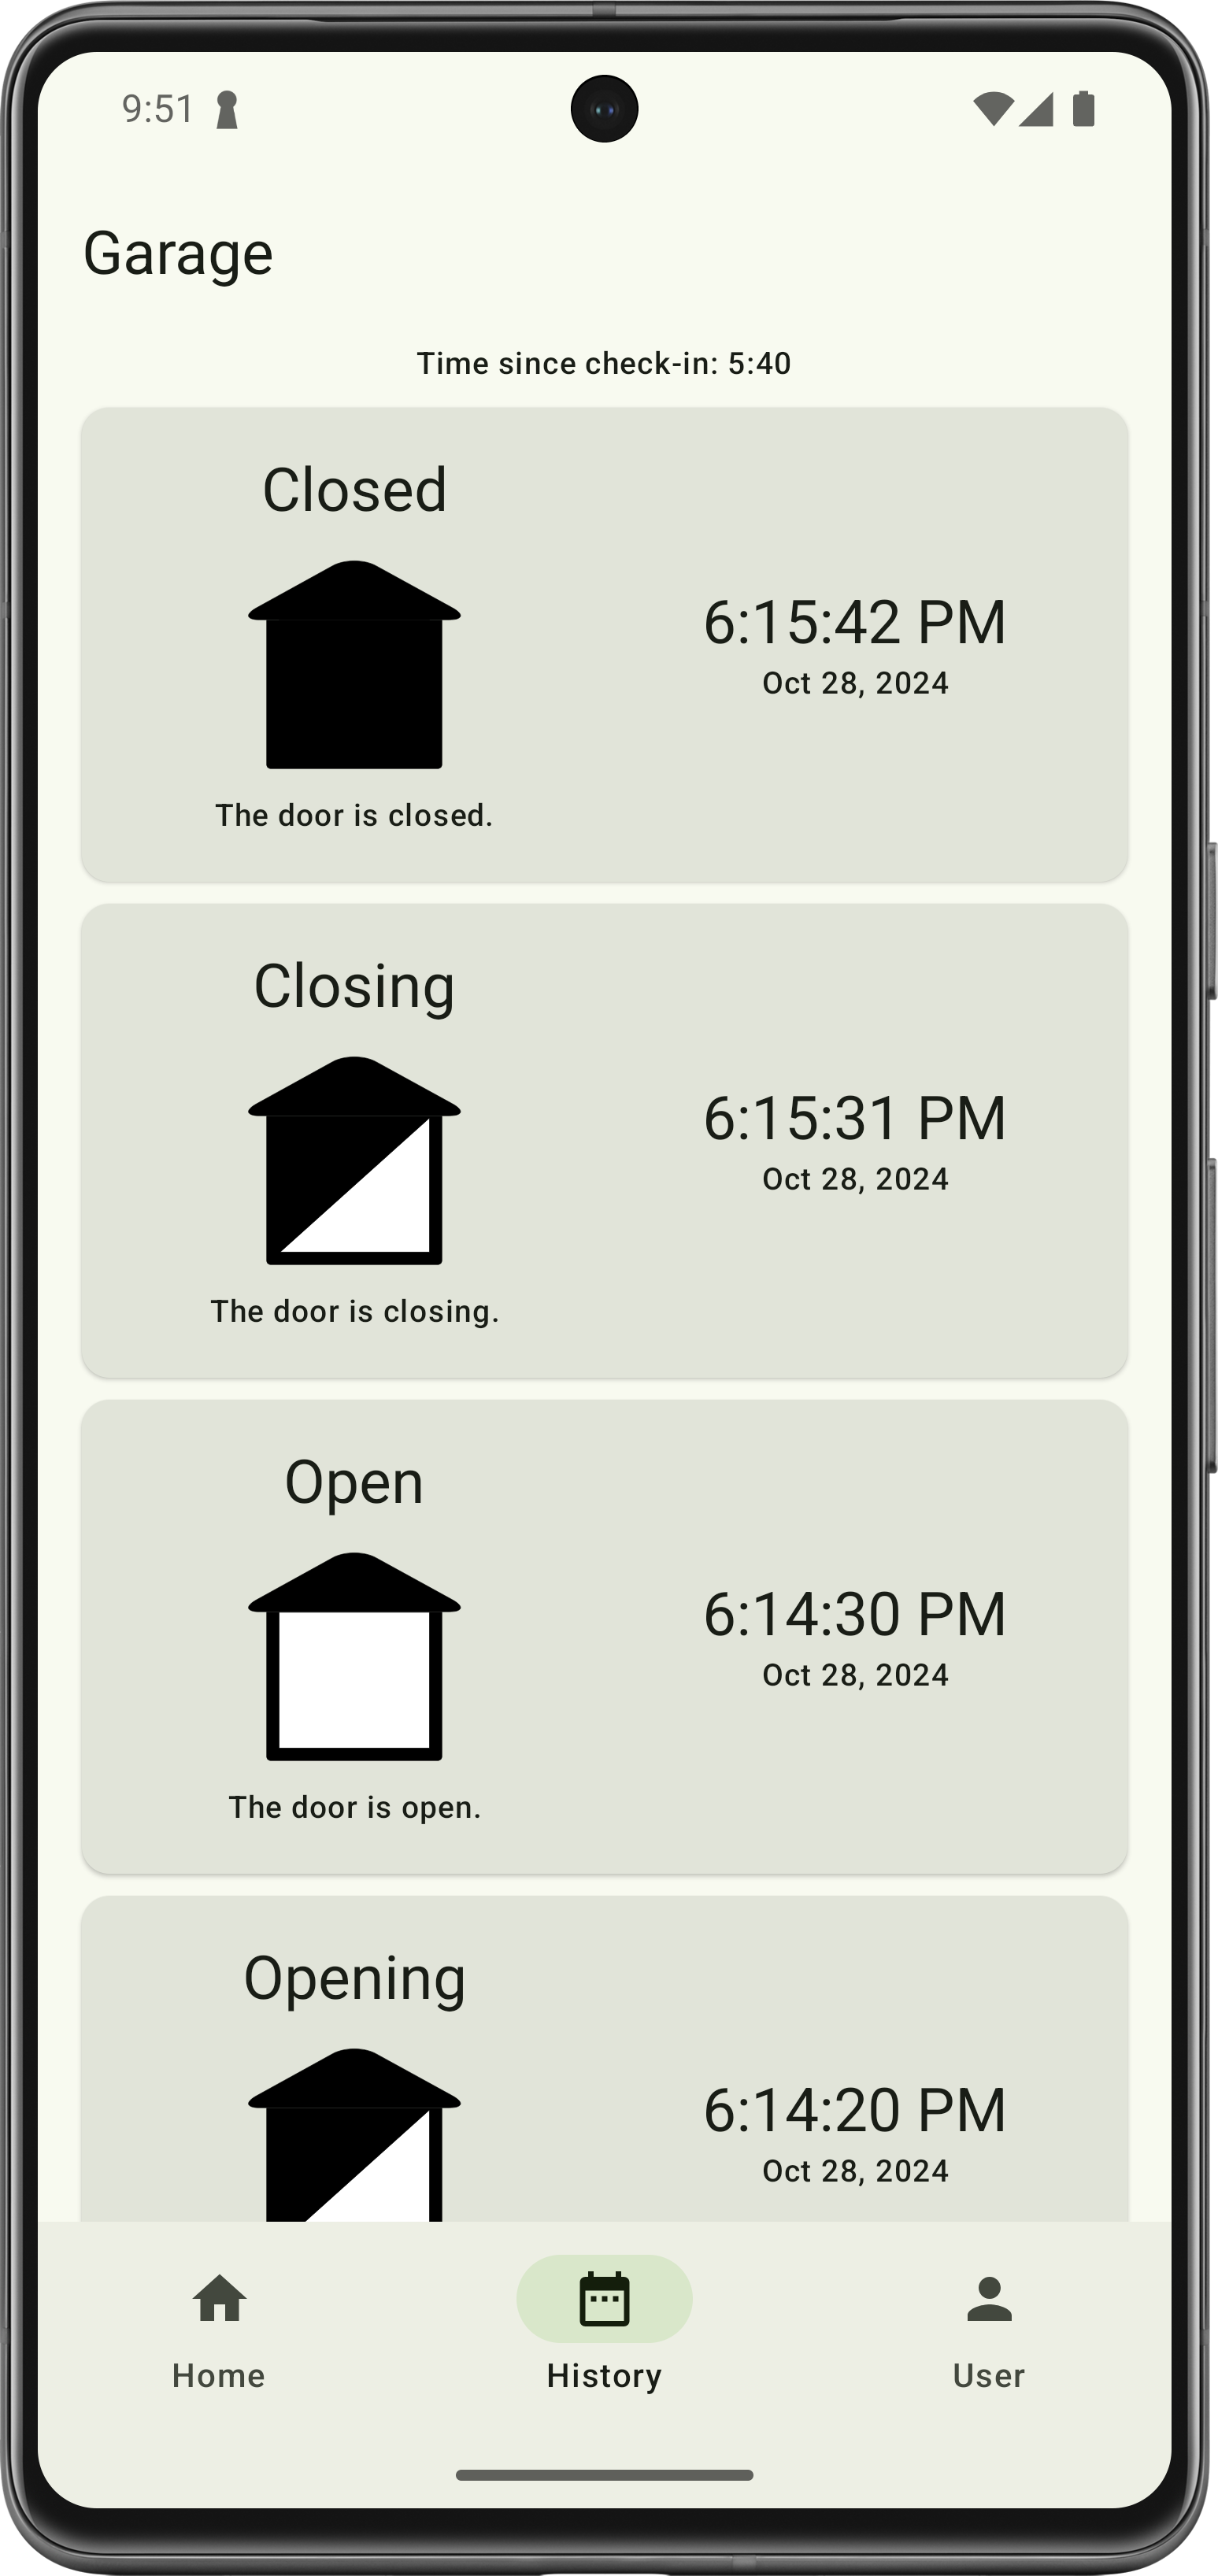 9:51
Garage
Time since check-in: 5:40
Closed
6:15:42 PM
Oct 28, 2024
The door is closed.
Closing
6:15:31 PM
Oct 28, 2024
The door is closing.
Open
6:14:30 PM
Oct 28, 2024
The door is open.
Opening
6:14:20 PM
Oct 28, 2024
Home
History
User